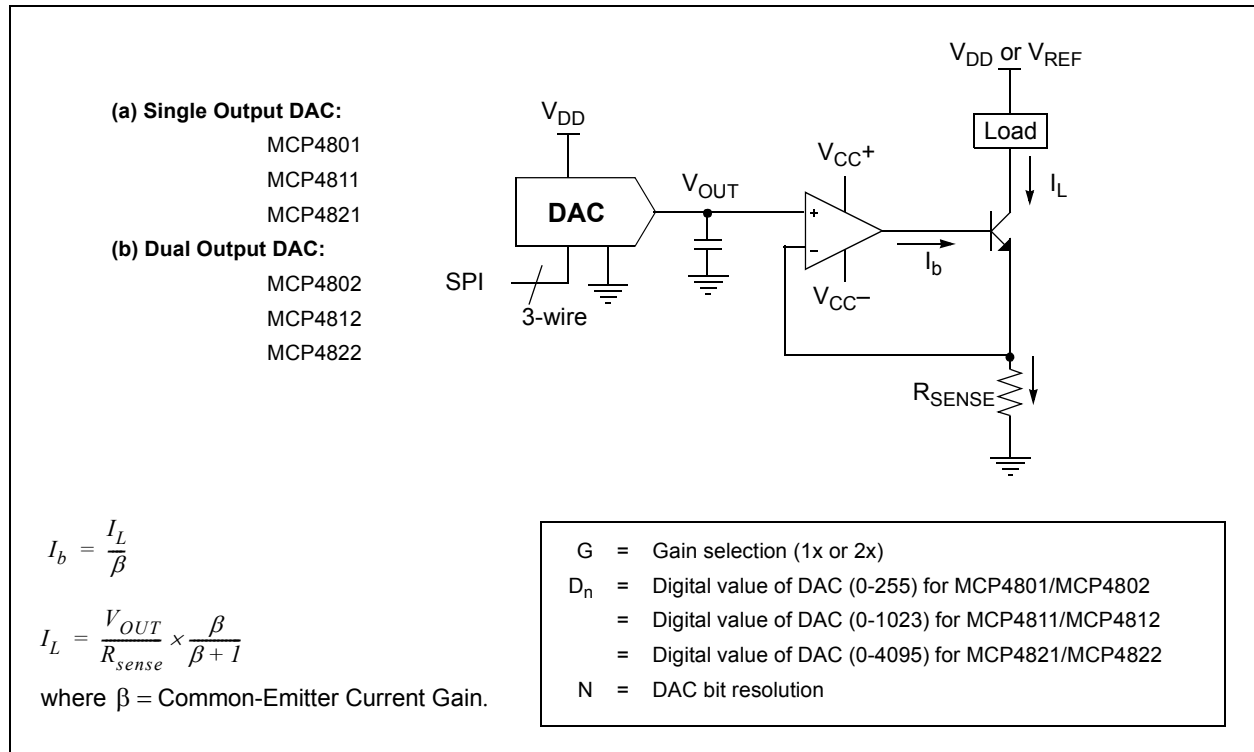 (a) Single Output DAC:
MCP4801
MCP4811
MCP4821
(b) Dual Output DAC:
MCP4802
MCP4812
MCP4822
V_DD
DAC
SPI
3-wire
V_OUT
V_CC+
+
–
V_CC–
I_b
V_DD or V_REF
Load
I_L
R_SENSE
I_b = I_L / β
I_L = V_OUT / R_sense × β / β + 1
where β = Common-Emitter Current Gain.
G = Gain selection (1x or 2x)
D_n = Digital value of DAC (0-255) for MCP4801/MCP4802
= Digital value of DAC (0-1023) for MCP4811/MCP4812
= Digital value of DAC (0-4095) for MCP4821/MCP4822
N = DAC bit resolution